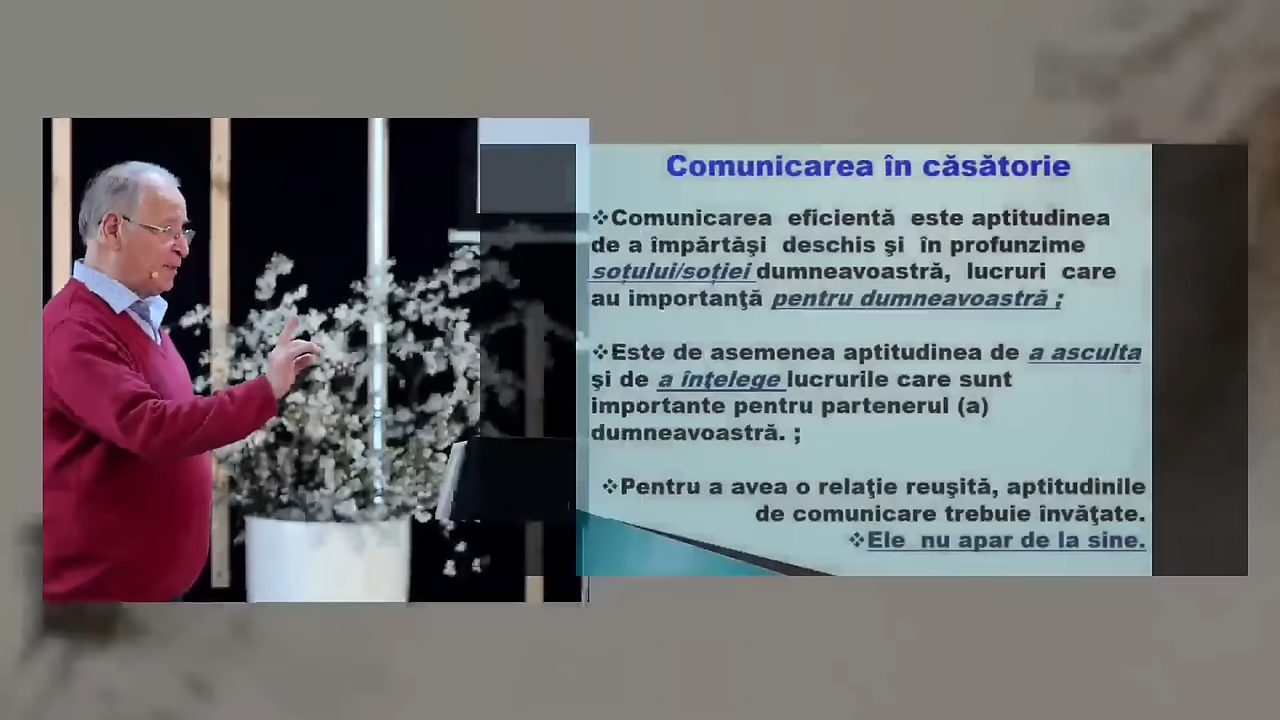 Comunicarea în căsătorie
❖Comunicarea eficientă este aptitudinea
de a împărtăşi deschis şi în profunzime
soţului/soţiei dumneavoastră, lucruri care
au importanţă pentru dumneavoastră ;
❖Este de asemenea aptitudinea de a asculta
şi de a înţelege lucrurile care sunt
importante pentru partenerul (a)
dumneavoastră. ;
❖Pentru a avea o relaţie reuşită, aptitudinile
de comunicare trebuie învăţate.
❖Ele nu apar de la sine.